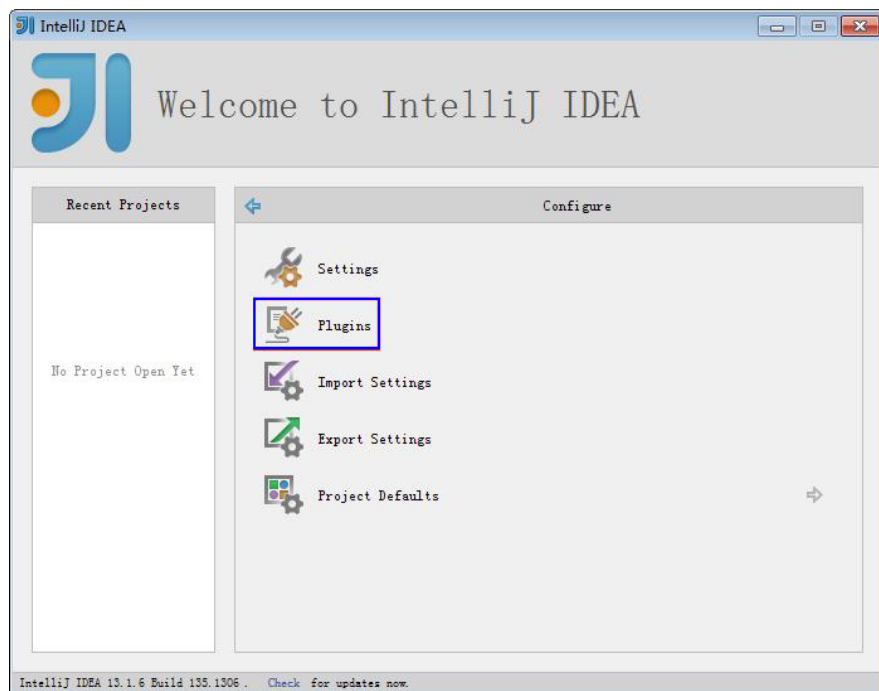 IntelliJ IDEA
Welcome to IntelliJ IDEA
Recent Projects
Configure
Settings
Plugins
No Project Open Yet
Import Settings
Export Settings
Project Defaults
IntelliJ IDEA 13.1.6 Build 135.1306 . Check for updates now.